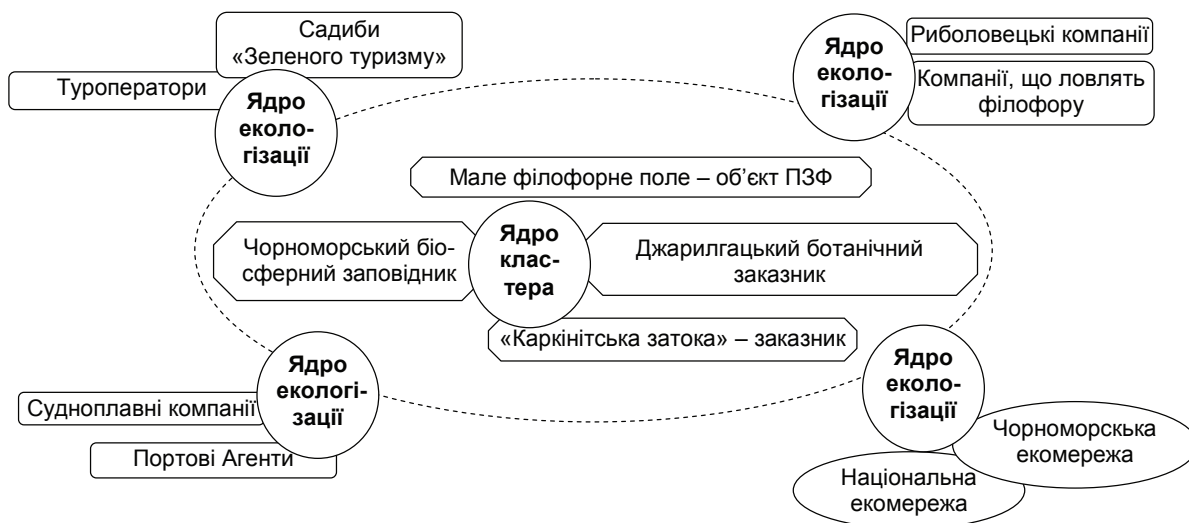 Садиби
«Зеленого туризму»
Туроператори
Ядро
еколо-
гізації
Ядро
еколо-
гізації
Риболовецькі компанії
Компанії, що ловлять
філофору
Мале філофорне поле – об’єкт ПЗФ
Чорноморський біо-
сферний заповідник
Ядро
клас-
тера
Джарилгацький ботанічний
заказник
«Каркінітська затока» – заказник
Ядро
екологі-
зації
Судноплавні компанії
Портові Агенти
Ядро
еколо-
гізації
Чорноморскька
екомережа
Національна
екомережа